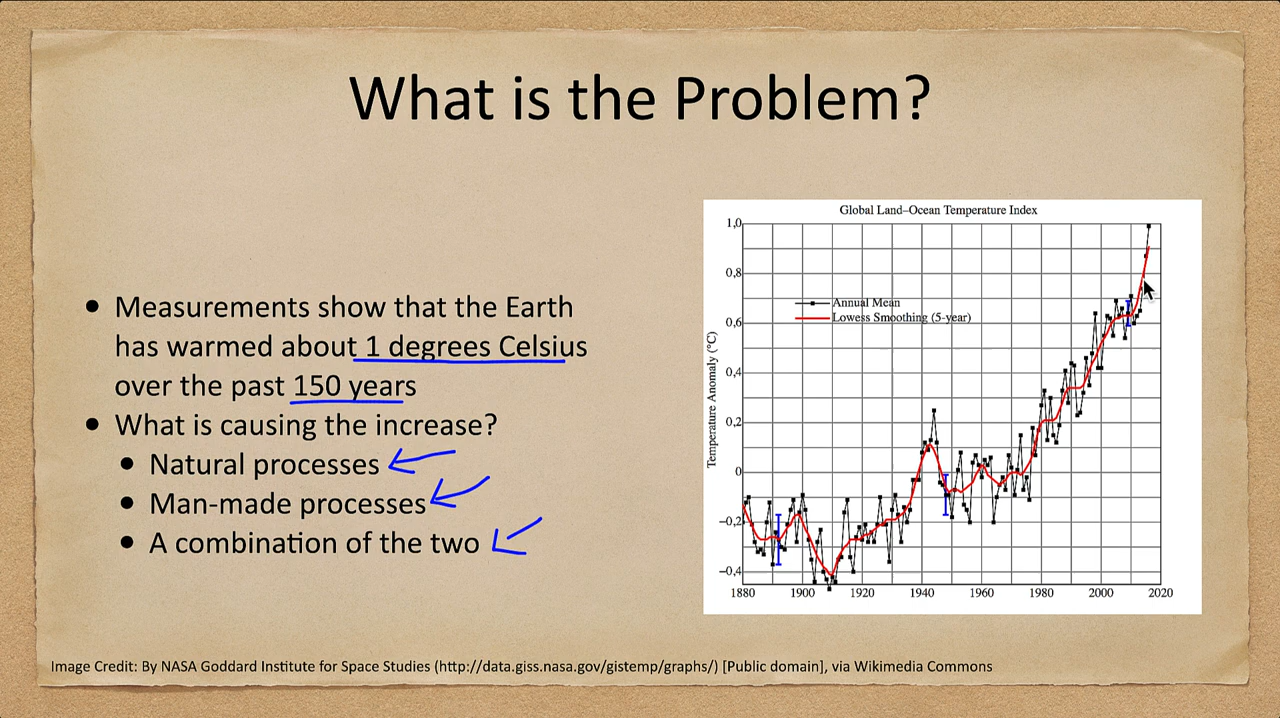 What is the Problem?
• Measurements show that the Earth
has warmed about 1 degrees Celsius
over the past 150 years
• What is causing the increase?
• Natural processes
• Man-made processes
• A combination of the two
Global Land–Ocean Temperature Index
Temperature Anomaly (°C)
1,0
0,8
0,6
0,4
0,2
0
−0,2
−0,4
Annual Mean
Lowess Smoothing (5-year)
1880 1900 1920 1940 1960 1980 2000 2020
Image Credit: By NASA Goddard Institute for Space Studies (http://data.giss.nasa.gov/gistemp/graphs/) [Public domain], via Wikimedia Commons